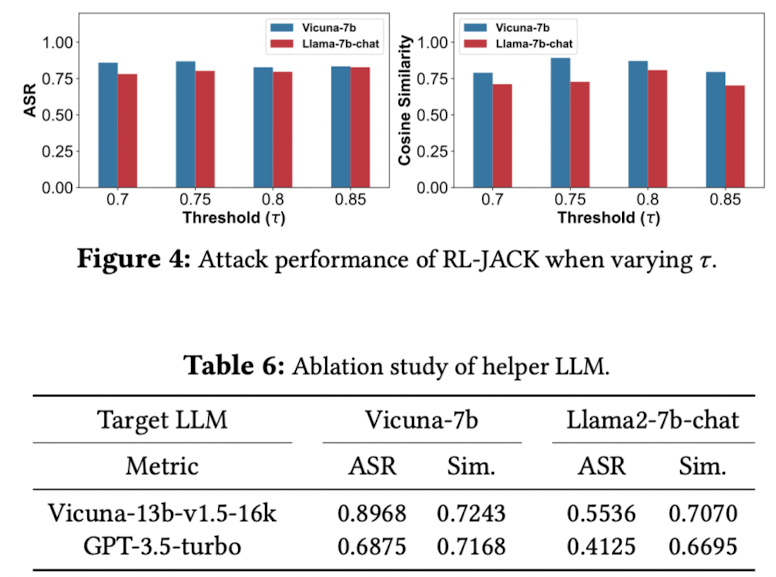 Vicuna-7b
Llama-7b-chat
1.00
0.75
0.50
0.25
0.00
ASR
0.7 0.75 0.8 0.85
Threshold (τ)
Vicuna-7b
Llama-7b-chat
1.00
0.75
0.50
0.25
0.00
Cosine Similarity
0.7 0.75 0.8 0.85
Threshold (τ)
Figure 4: Attack performance of RL-JACK when varying τ.
Table 6: Ablation study of helper LLM.
Target LLM Vicuna-7b Llama2-7b-chat
Metric ASR Sim. ASR Sim.
Vicuna-13b-v1.5-16k 0.8968 0.7243 0.5536 0.7070
GPT-3.5-turbo 0.6875 0.7168 0.4125 0.6695